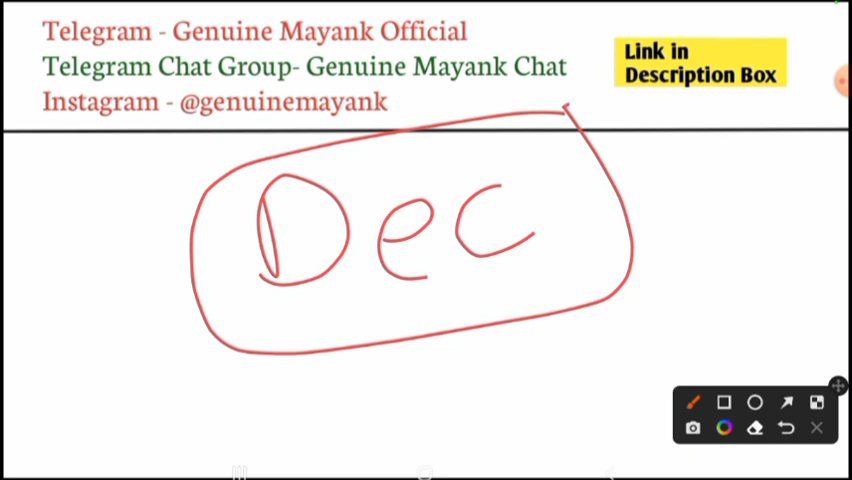 Telegram - Genuine Mayank Official
Telegram Chat Group- Genuine Mayank Chat
Instagram - @genuinemayank
Link in
Description Box
Dec